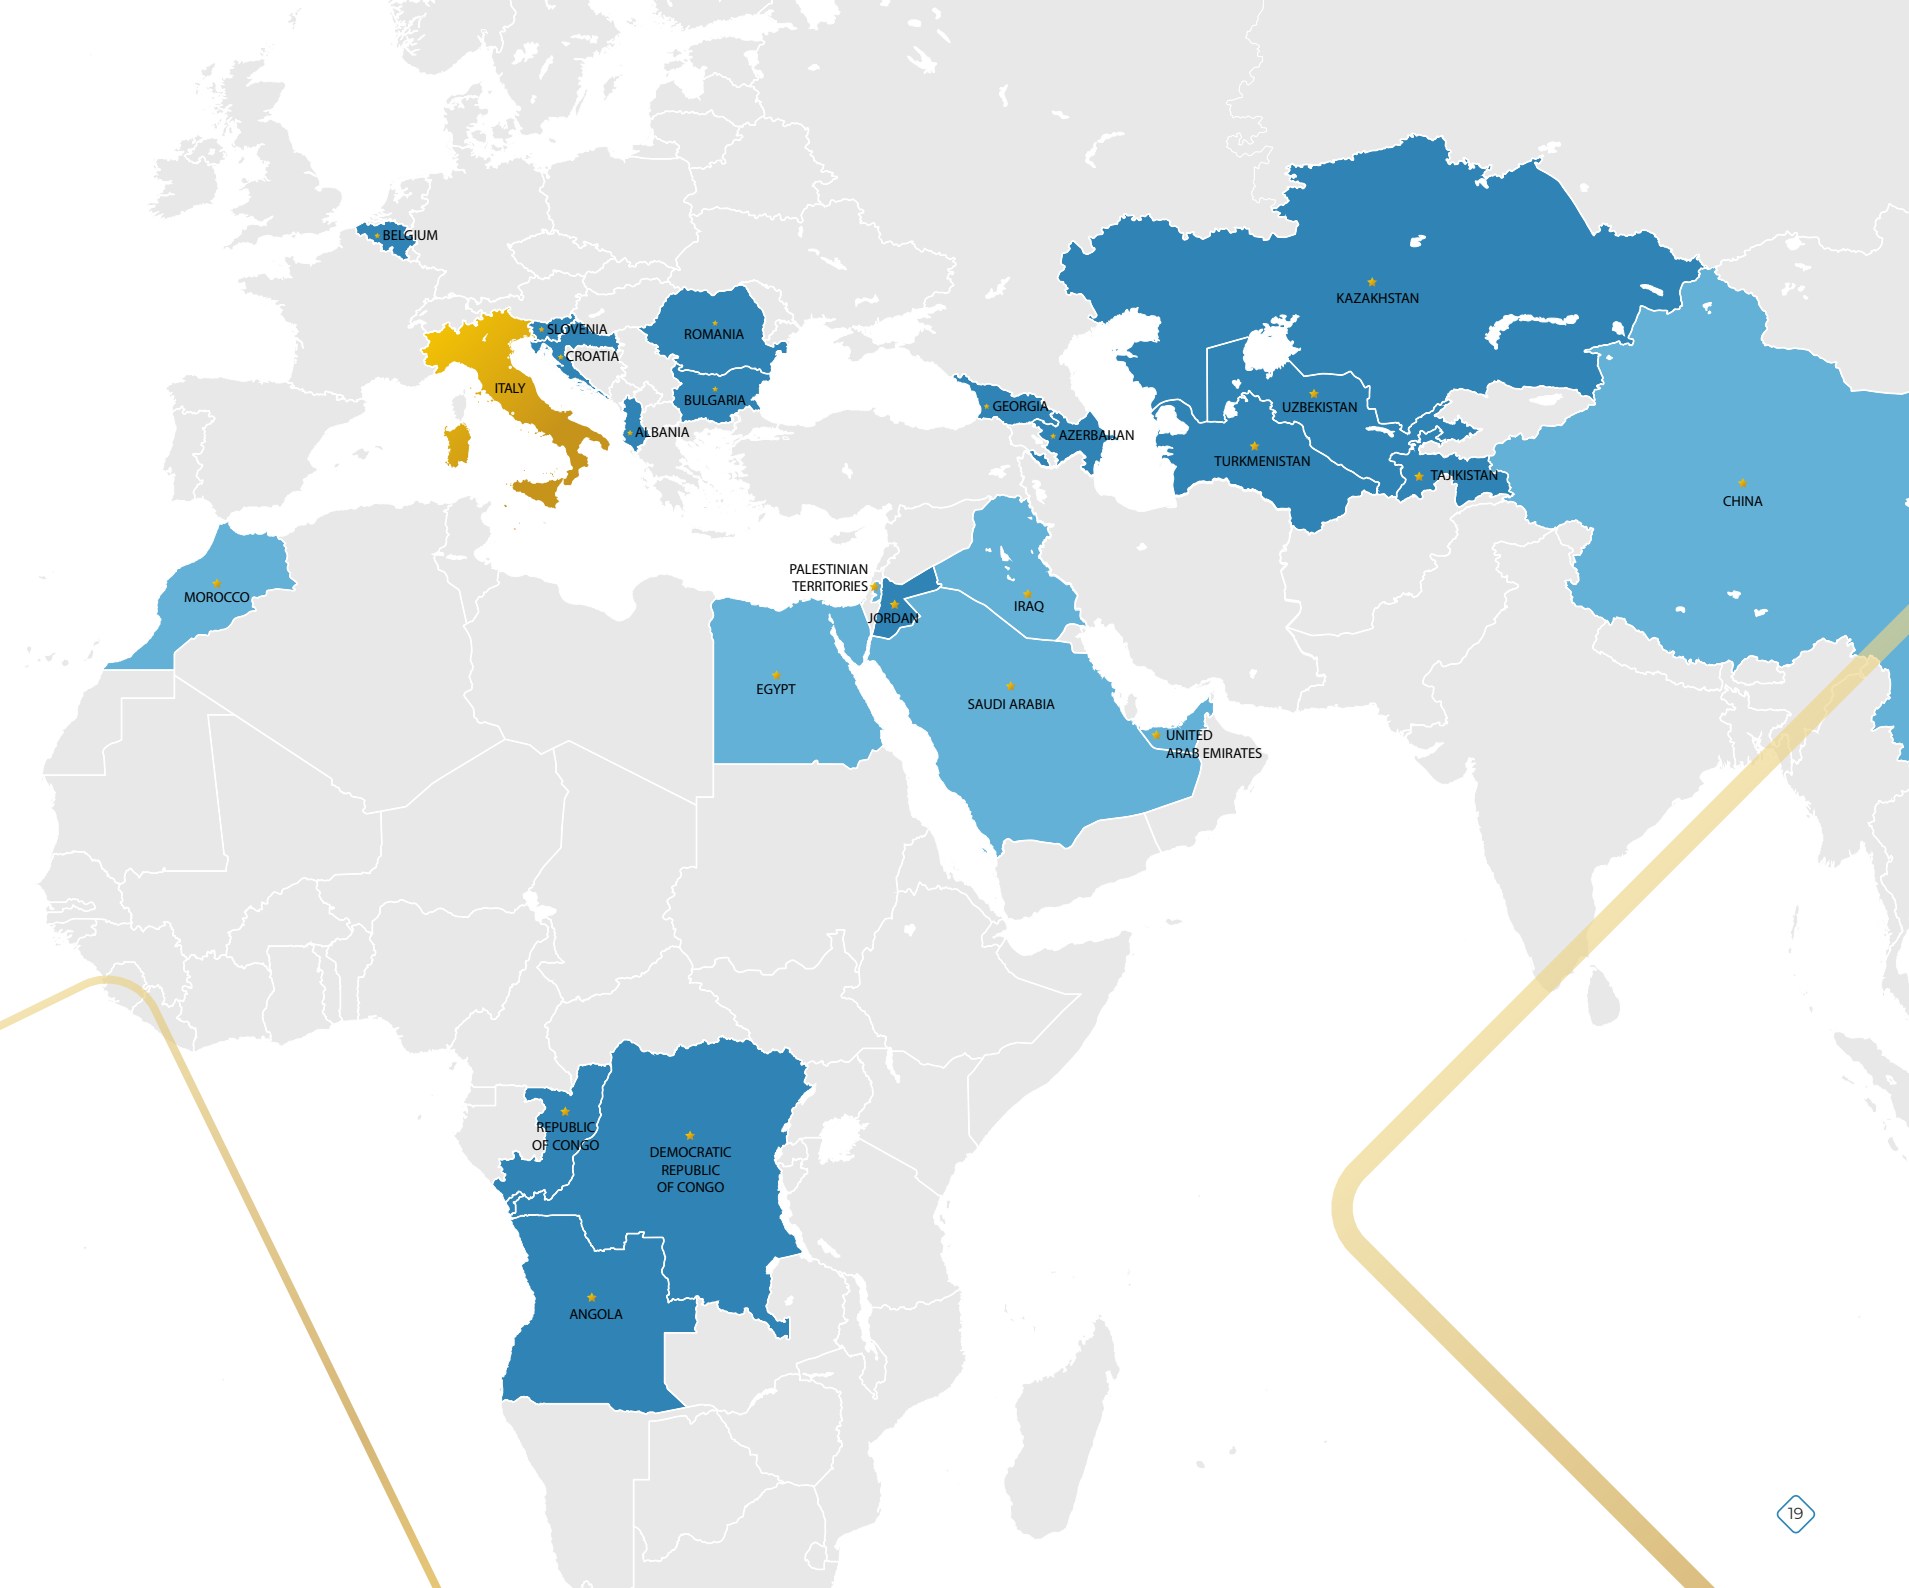 BELGIUM
KAZAKHSTAN
SLOVENIA
ROMANIA
CROATIA
ITALY
BULGARIA
GEORGIA
UZBEKISTAN
ALBANIA
AZERBAIJAN
TURKMENISTAN
TAJIKISTAN
CHINA
PALESTINIAN
TERRITORIES
MOROCCO
JORDAN
IRAQ
EGYPT
SAUDI ARABIA
UNITED
ARAB EMIRATES
REPUBLIC
OF CONGO
DEMOCRATIC
REPUBLIC
OF CONGO
ANGOLA
19